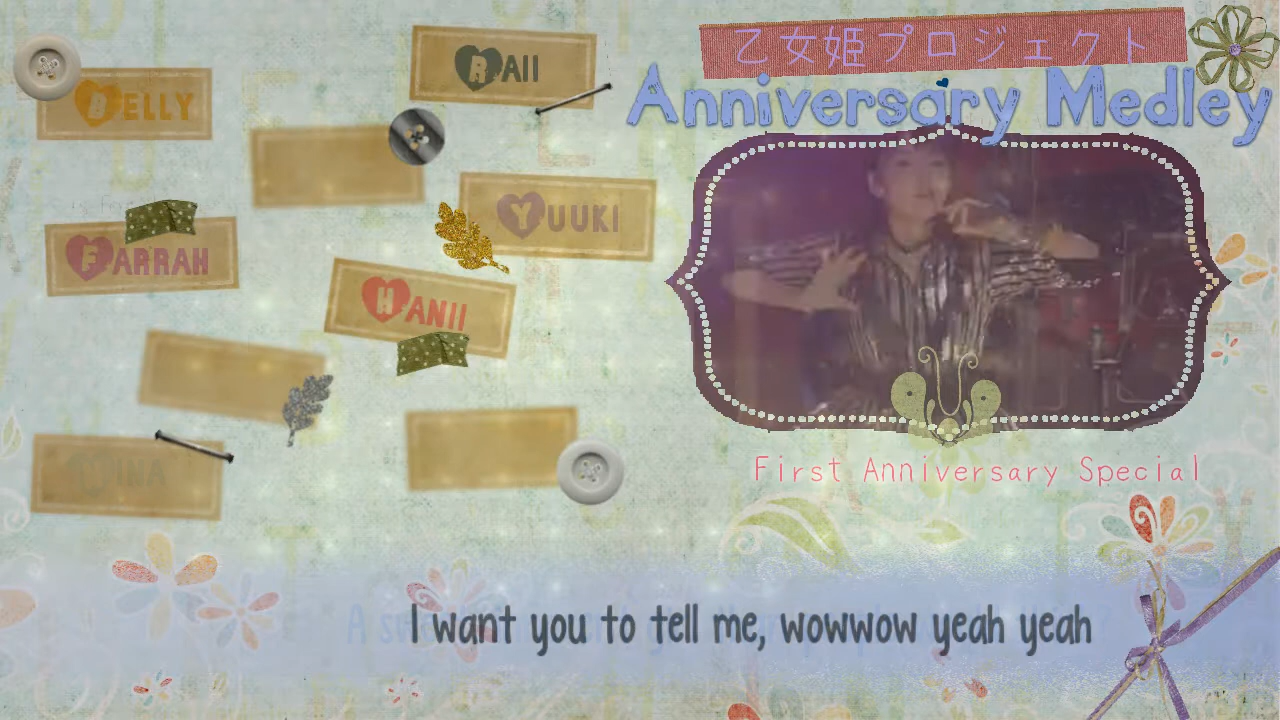 乙女姫プロジェクト
Anniversary Medley
BELLY
RAII
YUUKI
FARRAH
HANII
INA
First Anniversary Special
I want you to tell me, wowwow yeah yeah